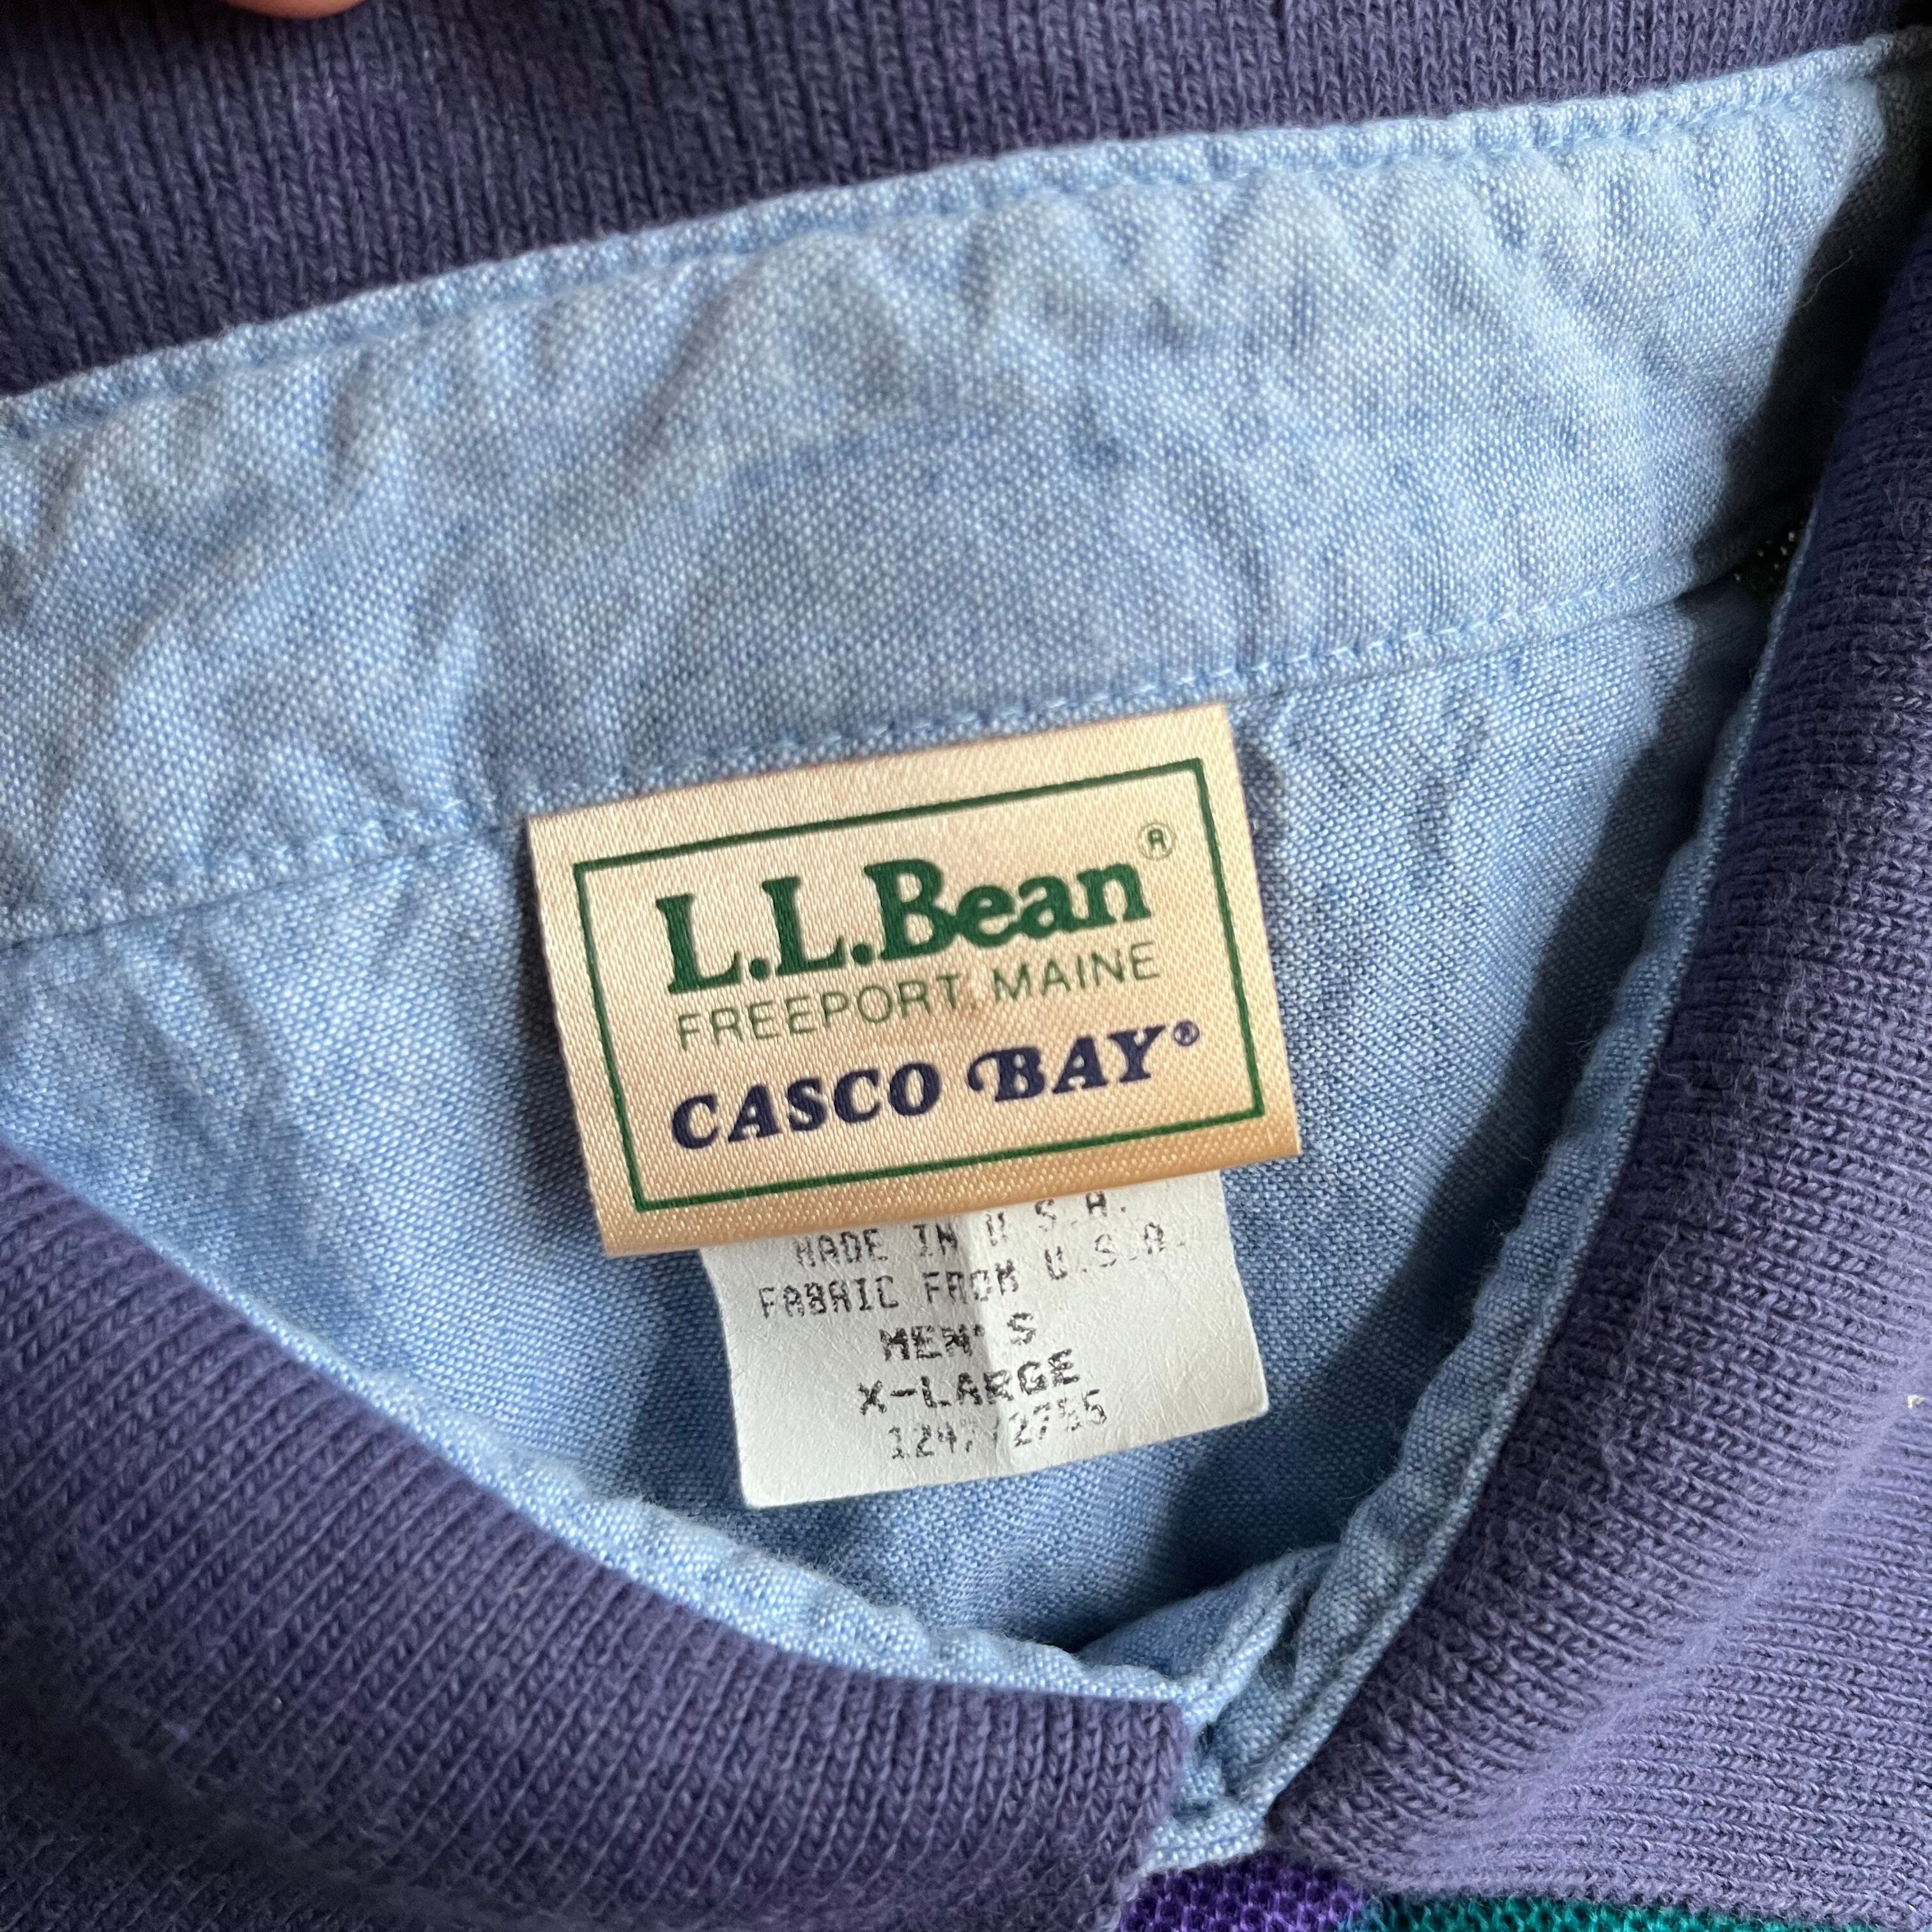 L.L.Bean®
FREEPORT, MAINE
CASCO BAY®
MADE IN U.S.A.
FABRIC FROM U.S.A.
MEN'S
X-LARGE